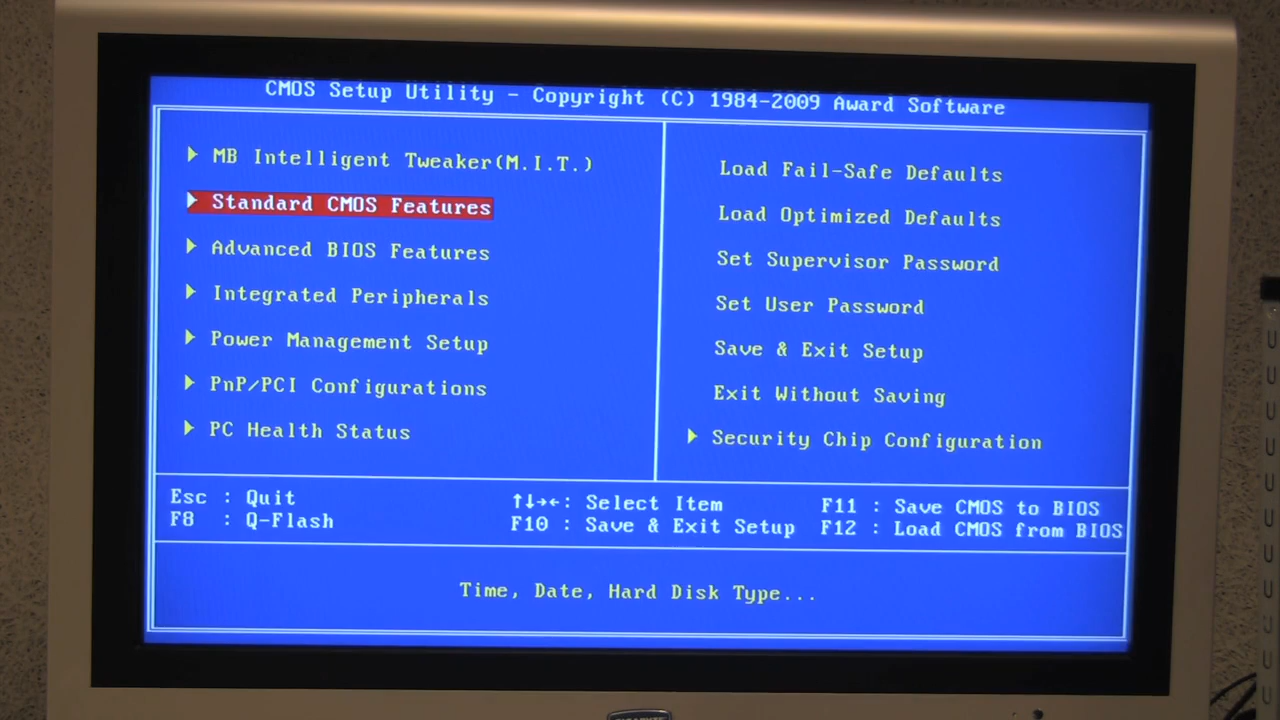 CMOS Setup Utility - Copyright (C) 1984-2009 Award Software
MB Intelligent Tweaker(M.I.T.)
Standard CMOS Features
Advanced BIOS Features
Integrated Peripherals
Power Management Setup
PnP/PCI Configurations
PC Health Status
Load Fail-Safe Defaults
Load Optimized Defaults
Set Supervisor Password
Set User Password
Save & Exit Setup
Exit Without Saving
Security Chip Configuration
Esc : Quit
F8 : Q-Flash
↑↓→←: Select Item
F10 : Save & Exit Setup
F11 : Save CMOS to BIOS
F12 : Load CMOS from BIOS
Time, Date, Hard Disk Type...